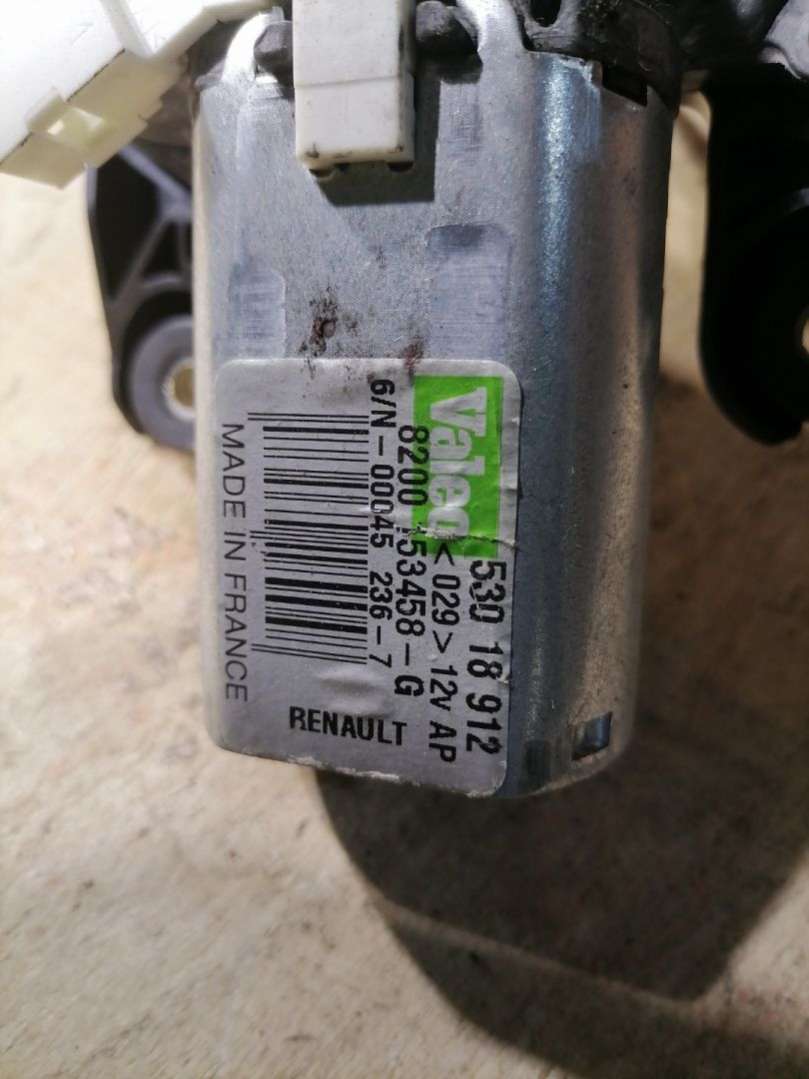 Valeo 530 18 912
<029> 12V AP
8200 153458-G
6/N-00045 236-7
RENAULT
MADE IN FRANCE